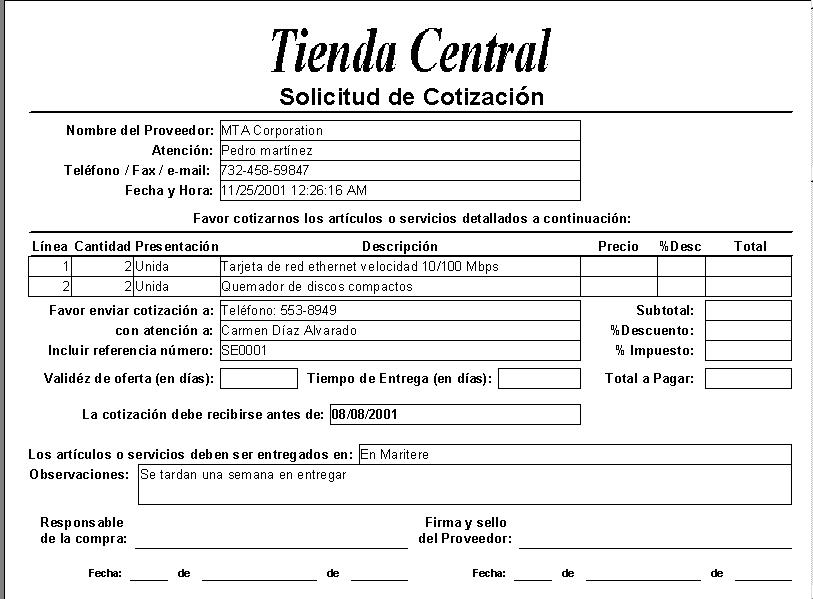 Tienda Central
Solicitud de Cotización
Nombre del Proveedor: MTA Corporation
Atención: Pedro martínez
Teléfono / Fax / e-mail: 732-458-59847
Fecha y Hora: 11/25/2001 12:26:16 AM
Favor cotizarnos los artículos o servicios detallados a continuación:
Línea Cantidad Presentación Descripción Precio %Desc Total
1 2 Unida Tarjeta de red ethernet velocidad 10/100 Mbps
2 2 Unida Quemador de discos compactos
Favor enviar cotización a: Teléfono: 553-8949 Subtotal:
con atención a: Carmen Díaz Alvarado %Descuento:
Incluir referencia número: SE0001 % Impuesto:
Validéz de oferta (en días): Tiempo de Entrega (en días): Total a Pagar:
La cotización debe recibirse antes de: 08/08/2001
Los artículos o servicios deben ser entregados en: En Maritere
Observaciones: Se tardan una semana en entregar
Responsable Firma y sello
de la compra: del Proveedor:
Fecha: de de Fecha: de de